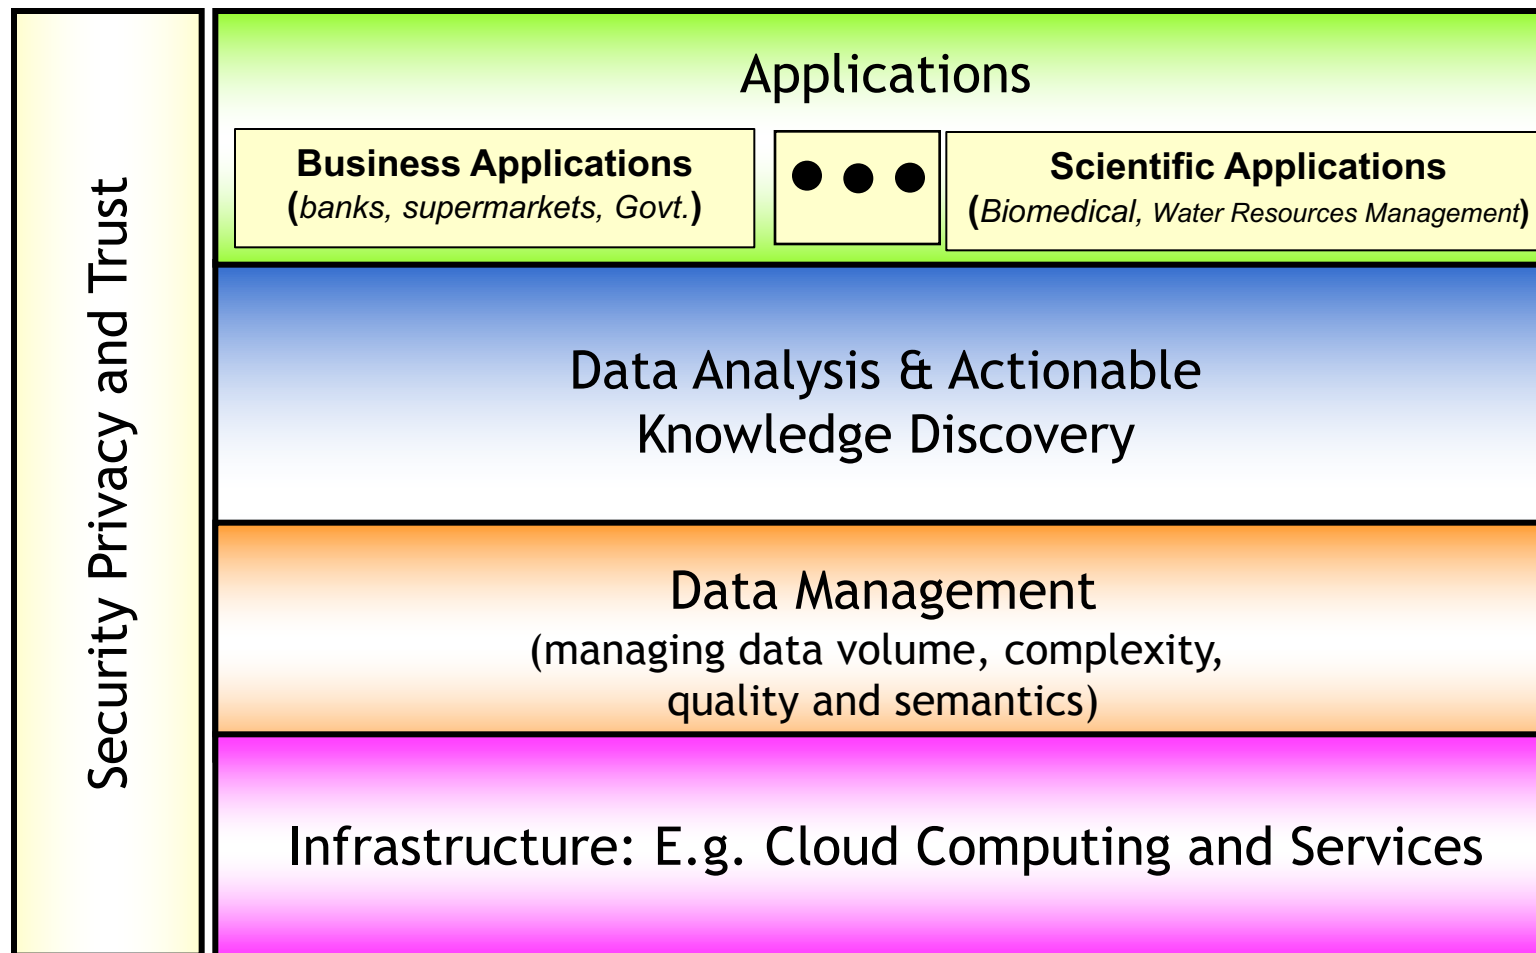 Security Privacy and Trust
Applications
Business Applications
(banks, supermarkets, Govt.)
Scientific Applications
(Biomedical, Water Resources Management)
Data Analysis & Actionable
Knowledge Discovery
Data Management
(managing data volume, complexity,
quality and semantics)
Infrastructure: E.g. Cloud Computing and Services